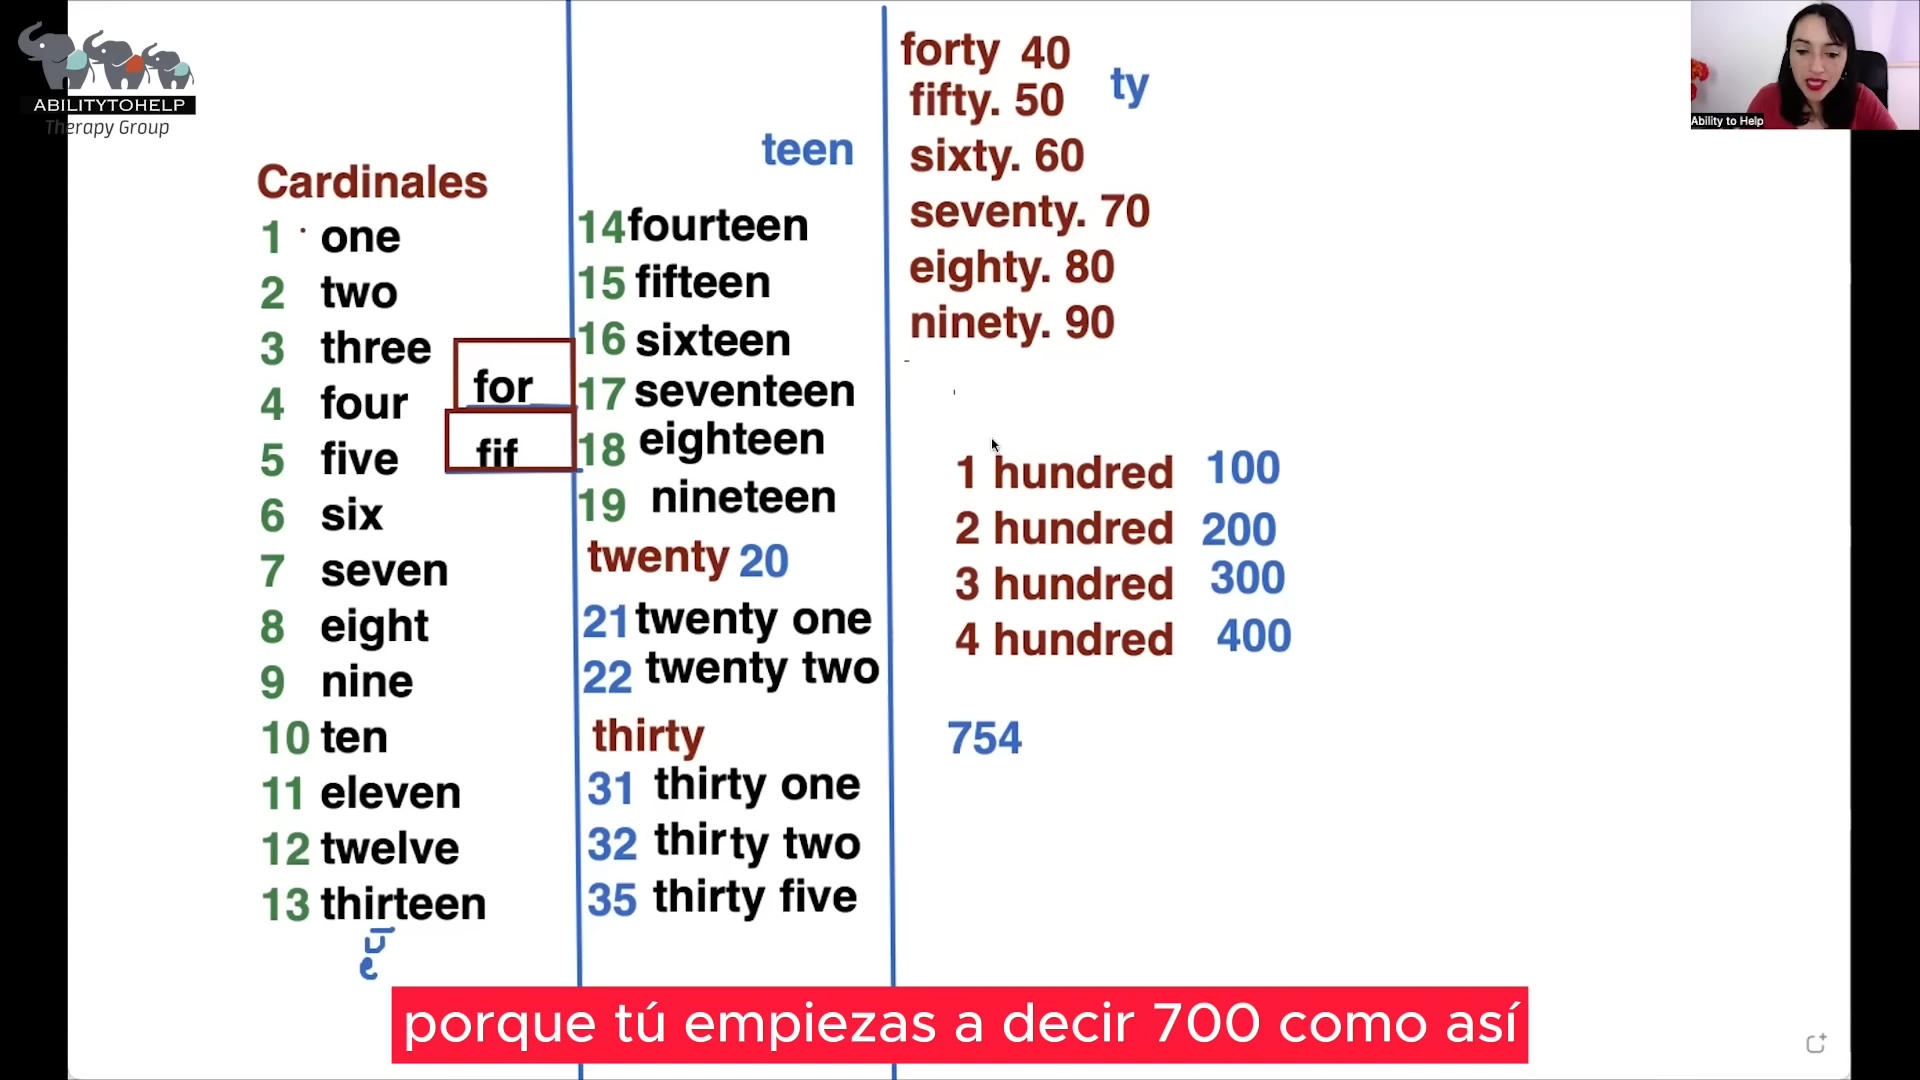 ABILITYTOHELP
Therapy Group
Cardinales
1 one
2 two
3 three
4 four
5 five
6 six
7 seven
8 eight
9 nine
10 ten
11 eleven
12 twelve
13 thirteen
for
fif
teen
14 fourteen
15 fifteen
16 sixteen
17 seventeen
18 eighteen
19 nineteen
twenty 20
21 twenty one
22 twenty two
thirty
31 thirty one
32 thirty two
35 thirty five
forty 40
fifty. 50
ty
sixty. 60
seventy. 70
eighty. 80
ninety. 90
1 hundred 100
2 hundred 200
3 hundred 300
4 hundred 400
754
Ability to Help
porque tú empiezas a decir 700 como así